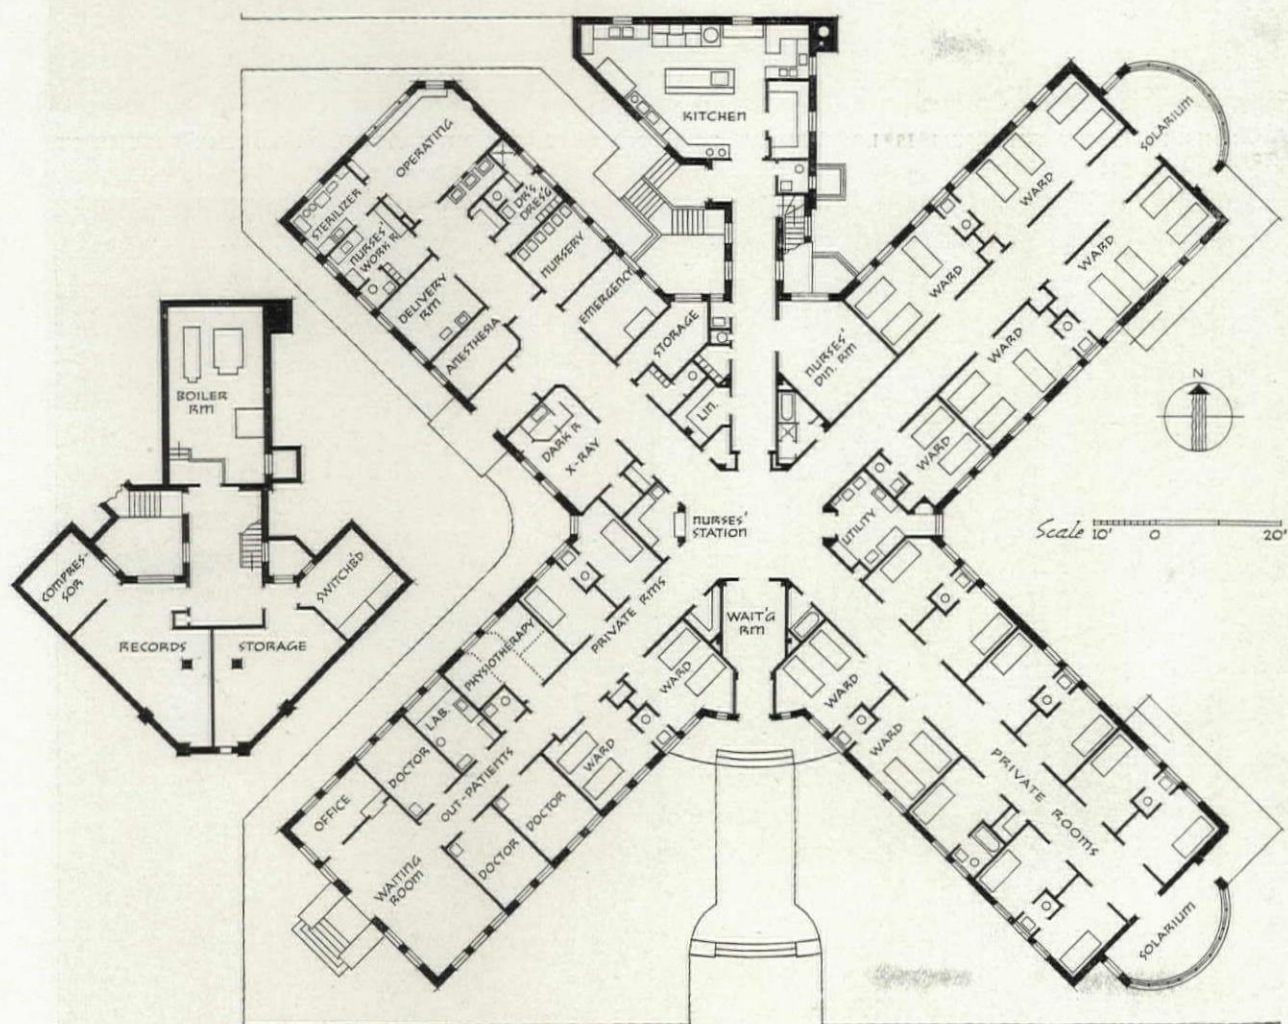 KITCHEN
SOLARIUM
OPERATING
WARD
STERILIZER
DR'S
DRES'G
NURSES'
WORK R.
NURSERY
WARD
WARD
DELIVERY
RM
EMERGENCY
ANESTHESIA
STORAGE
NURSES'
DIN. RM
WARD
N
BOILER
RM
LIN.
DARK R
X-RAY
WARD
NURSES'
STATION
UTILITY
Scale 10' 0 20'
COMPRES-
SOR
SWITCHB'D
RECORDS
STORAGE
PRIVATE RMS
WAIT'G
RM
PHYSIOTHERAPY
WARD
WARD
LAB.
WARD
WARD
DOCTOR
OUT-PATIENTS
OFFICE
DOCTOR
DOCTOR
WAITING
ROOM
PRIVATE ROOMS
SOLARIUM